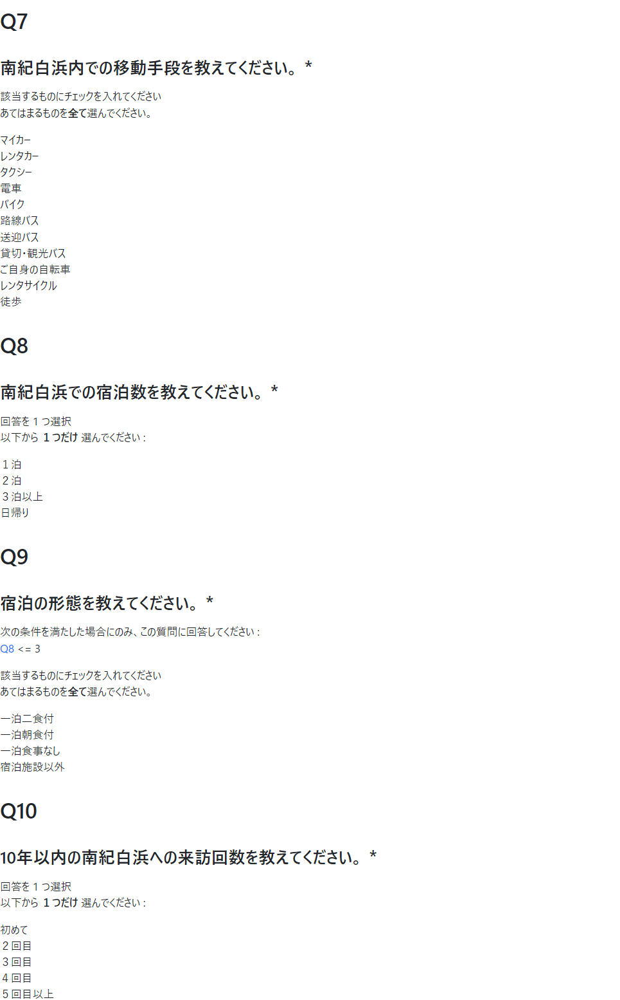 Q7
南紀白浜内での移動手段を教えてください。 *
該当するものにチェックを入れてください
あてはまるものを全て選んでください。
マイカー
レンタカー
タクシー
電車
バイク
路線バス
送迎バス
貸切・観光バス
ご自身の自転車
レンタサイクル
徒歩
Q8
南紀白浜での宿泊数を教えてください。 *
回答を１つ選択
以下から １つだけ 選んでください :
１泊
２泊
３泊以上
日帰り
Q9
宿泊の形態を教えてください。 *
次の条件を満たした場合にのみ、この質問に回答してください :
Q8 <= 3
該当するものにチェックを入れてください
あてはまるものを全て選んでください。
一泊二食付
一泊朝食付
一泊食事なし
宿泊施設以外
Q10
10年以内の南紀白浜への来訪回数を教えてください。 *
回答を１つ選択
以下から １つだけ 選んでください :
初めて
２回目
３回目
４回目
５回目以上